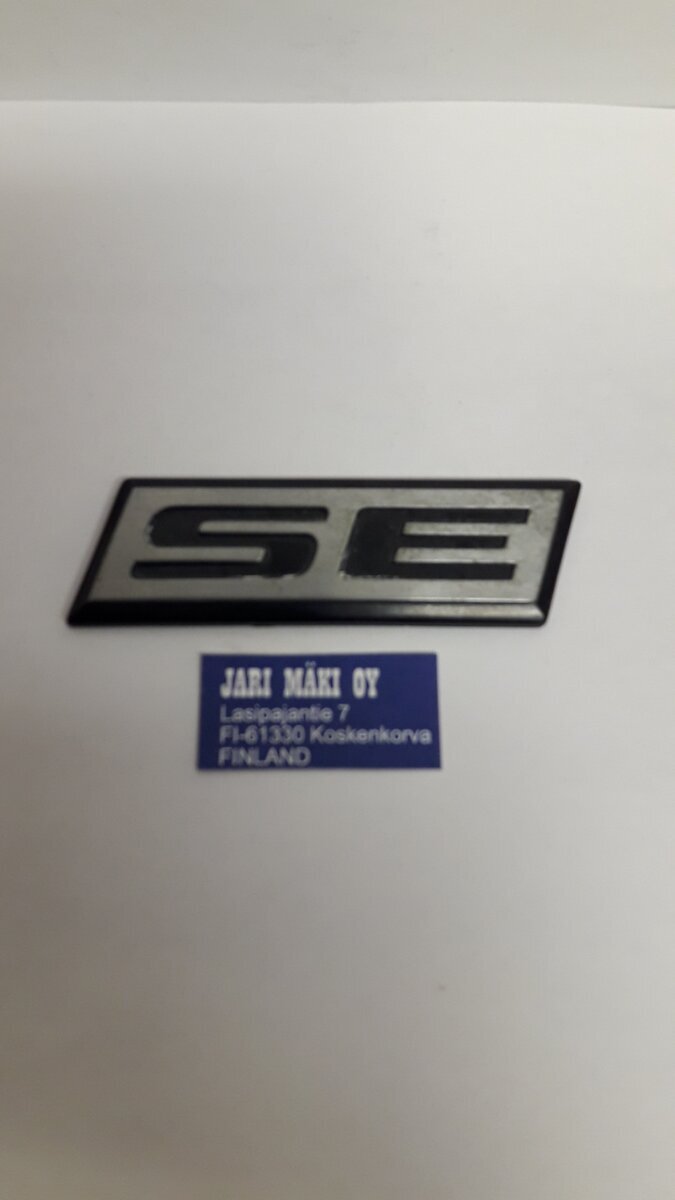 SE
JARI MÄKI OY
Lasipajantie 7
FI-61330 Koskenkorva
FINLAND